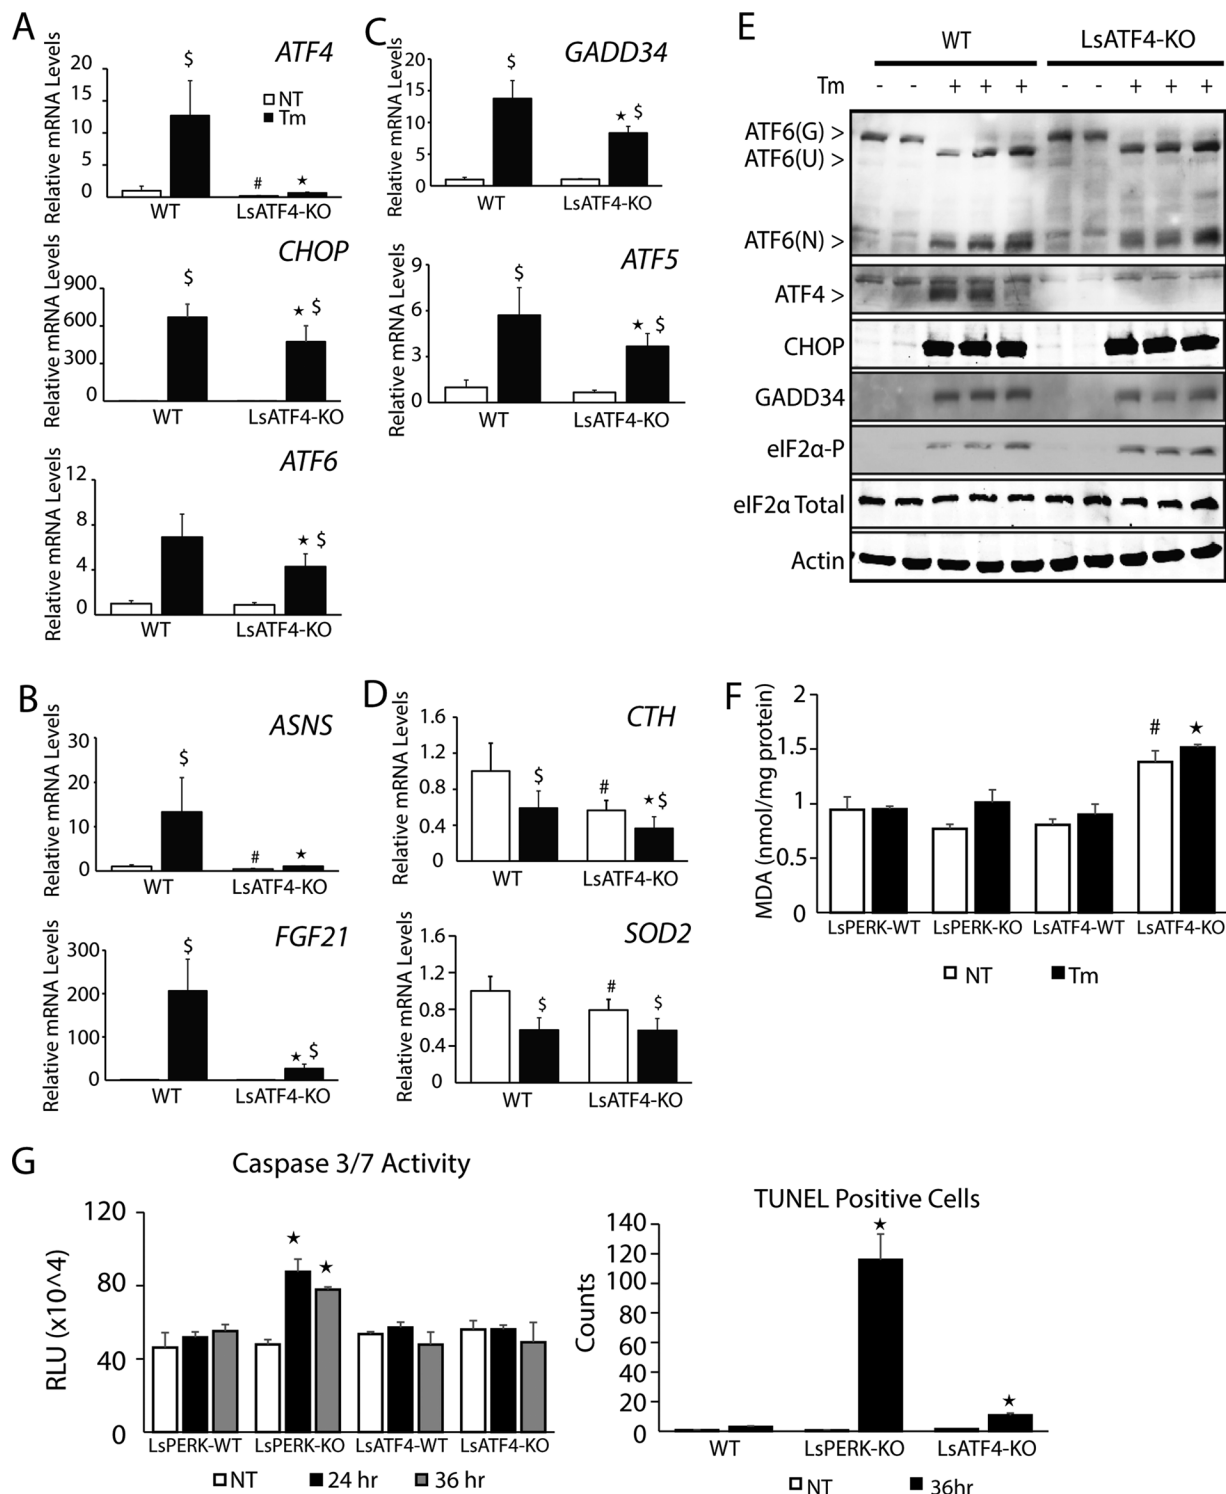 A
ATF4
Relative mRNA Levels
20
15
10
5
0
$
# ★
NT
Tm
WT LsATF4-KO
CHOP
Relative mRNA Levels
900
600
300
0
$
★ $
WT LsATF4-KO
ATF6
Relative mRNA Levels
12
8
4
0
★ $
WT LsATF4-KO
C
GADD34
Relative mRNA Levels
20
15
10
5
0
$
★ $
WT LsATF4-KO
ATF5
Relative mRNA Levels
9
6
3
0
$
★ $
WT LsATF4-KO
E
WT LsATF4-KO
Tm - - + + + - - + + +
ATF6(G) >
ATF6(U) >
ATF6(N) >
ATF4 >
CHOP
GADD34
eIF2α-P
eIF2α Total
Actin
B
ASNS
Relative mRNA Levels
30
20
10
0
$
# ★
WT LsATF4-KO
FGF21
Relative mRNA Levels
300
200
100
0
$
★ $
WT LsATF4-KO
D
CTH
Relative mRNA Levels
1.6
1.2
0.8
0.4
0
$ # ★ $
WT LsATF4-KO
SOD2
Relative mRNA Levels
1.6
1.2
0.8
0.4
0
$ # $
WT LsATF4-KO
F
MDA (nmol/mg protein)
2
1.5
1
0.5
0
# ★
LsPERK-WT LsPERK-KO LsATF4-WT LsATF4-KO
NT Tm
G
Caspase 3/7 Activity
RLU (x10^4)
120
80
40
0
★ ★
LsPERK-WT LsPERK-KO LsATF4-WT LsATF4-KO
NT 24 hr 36 hr
TUNEL Positive Cells
Counts
140
120
100
80
60
40
20
0
★ ★
WT LsPERK-KO LsATF4-KO
NT 36hr